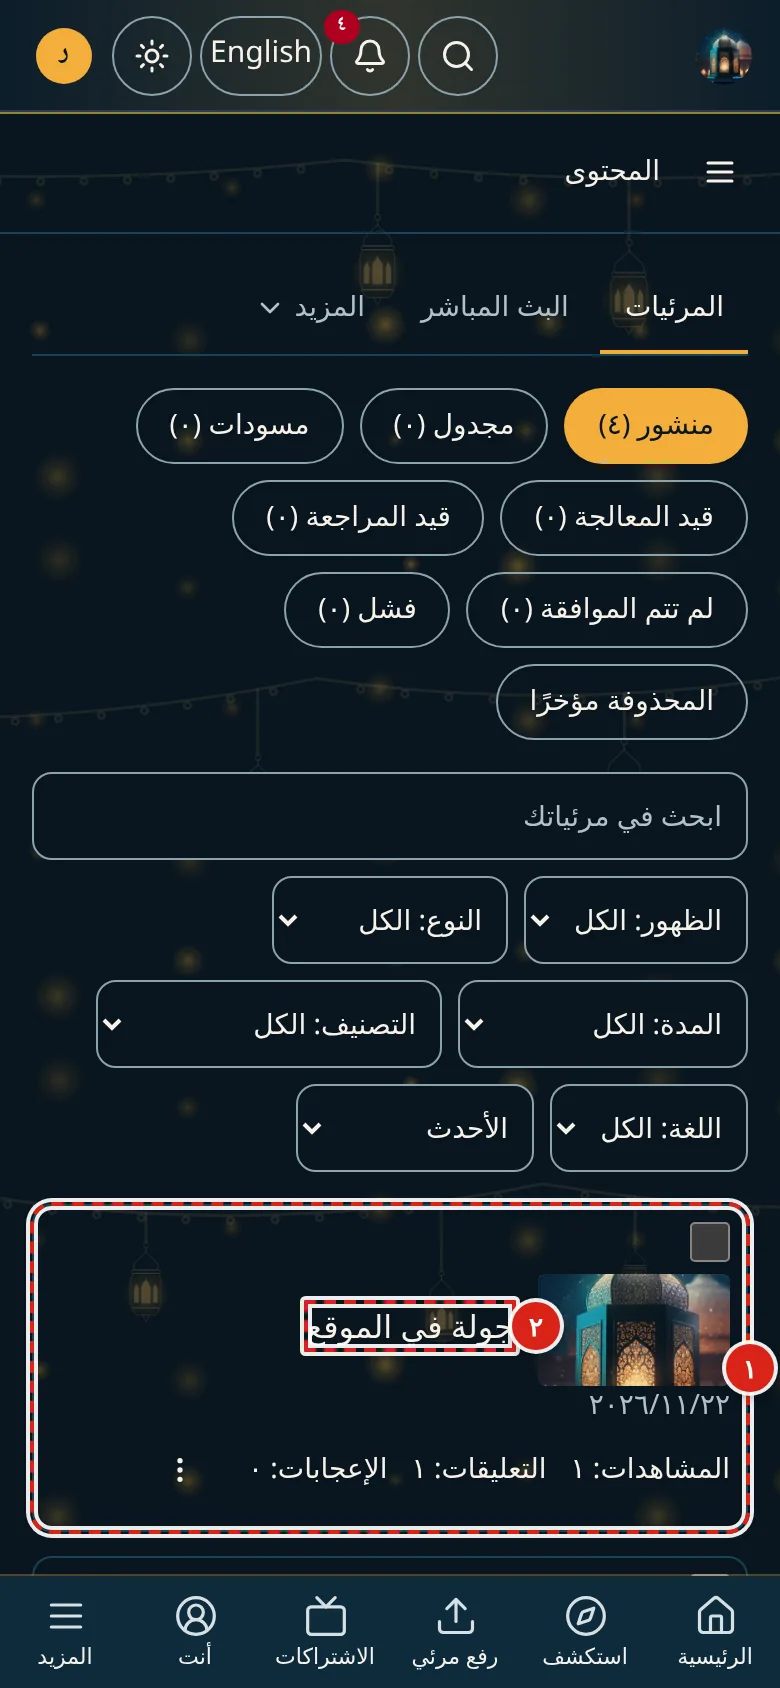 ر
English
٤
المحتوى
المرئيات
البث المباشر
المزيد
منشور (٤)
مجدول (٠)
مسودات (٠)
قيد المعالجة (٠)
قيد المراجعة (٠)
لم تتم الموافقة (٠)
فشل (٠)
المحذوفة مؤخرًا
ابحث في مرئياتك
الظهور: الكل
النوع: الكل
المدة: الكل
التصنيف: الكل
اللغة: الكل
الأحدث
جولة في الموقع
٢
١
٢٠٢٦/١١/٢٢
المشاهدات: ١ التعليقات: ١ الإعجابات: ٠
الرئيسية
استكشف
رفع مرئي
الاشتراكات
أنت
المزيد